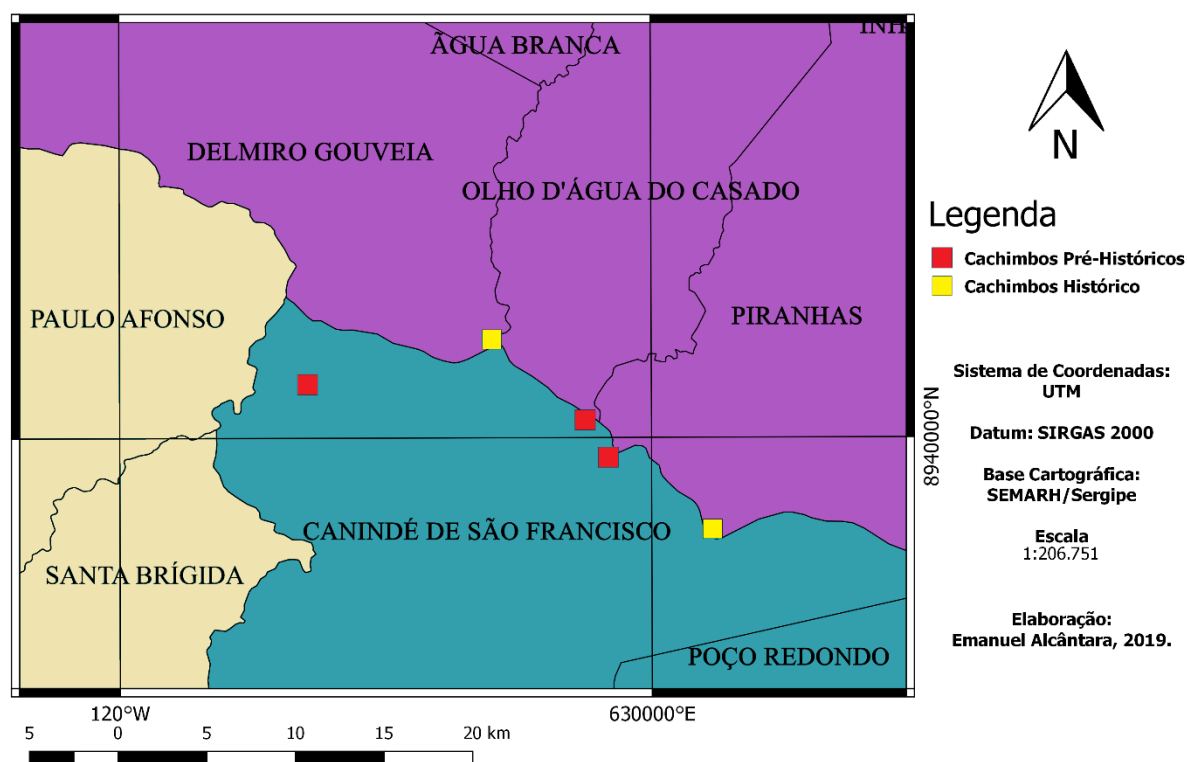 ÃGUA BRANCA
INH
DELMIRO GOUVEIA
OLHO D'ÁGUA DO CASADO
PAULO AFONSO
PIRANHAS
CANINDÉ DE SÃO FRANCISCO
SANTA BRÍGIDA
POÇO REDONDO
120°W
630000°E
8940000°N
5 0 5 10 15 20 km
N
Legenda
Cachimbos Pré-Históricos
Cachimbos Histórico
Sistema de Coordenadas:
UTM
Datum: SIRGAS 2000
Base Cartográfica:
SEMARH/Sergipe
Escala
1:206.751
Elaboração:
Emanuel Alcântara, 2019.